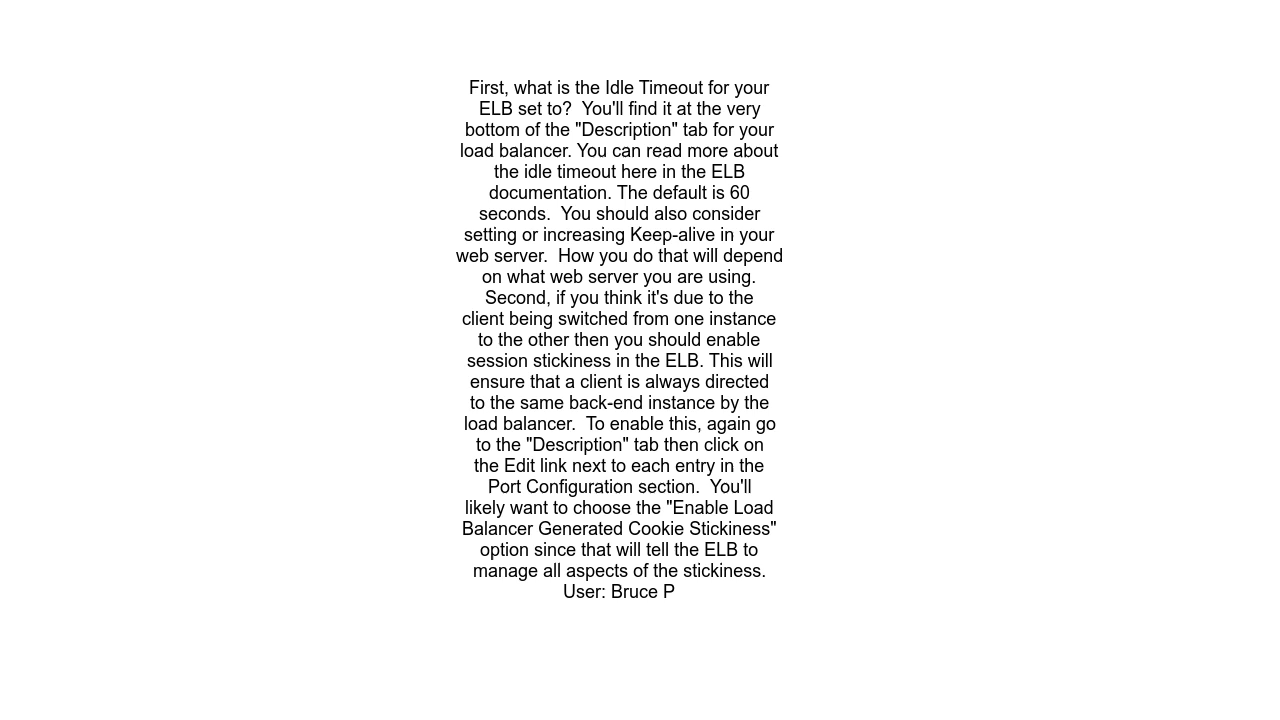 First, what is the Idle Timeout for your
ELB set to?  You'll find it at the very
bottom of the "Description" tab for your
load balancer. You can read more about
the idle timeout here in the ELB
documentation. The default is 60
seconds.  You should also consider
setting or increasing Keep-alive in your
web server.  How you do that will depend
on what web server you are using.
Second, if you think it's due to the
client being switched from one instance
to the other then you should enable
session stickiness in the ELB. This will
ensure that a client is always directed
to the same back-end instance by the
load balancer.  To enable this, again go
to the "Description" tab then click on
the Edit link next to each entry in the
Port Configuration section.  You'll
likely want to choose the "Enable Load
Balancer Generated Cookie Stickiness"
option since that will tell the ELB to
manage all aspects of the stickiness.
User: Bruce P